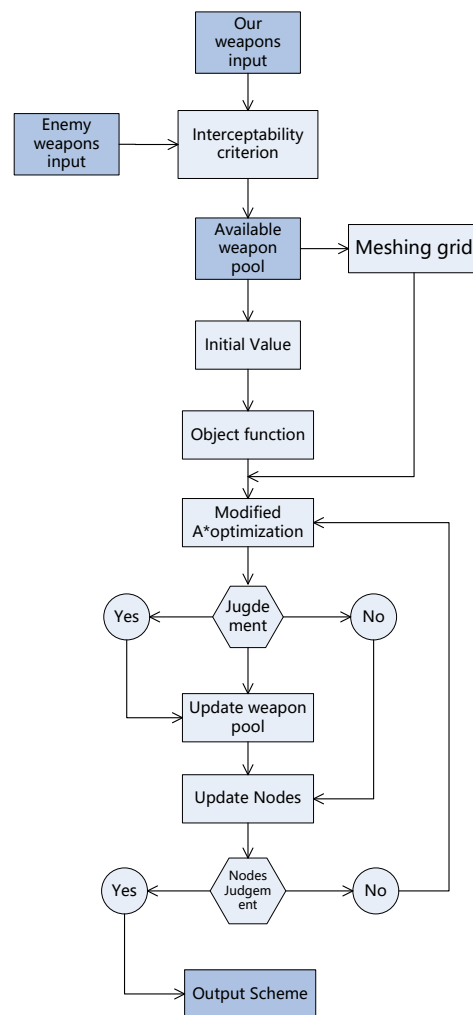 Our
weapons
input
Enemy
weapons
input
Interceptability
criterion
Available
weapon
pool
Meshing grid
Initial Value
Object function
Modified
A*optimization
Yes
Jugde
ment
No
Update weapon
pool
Update Nodes
Yes
Nodes
Judgem
ent
No
Output Scheme